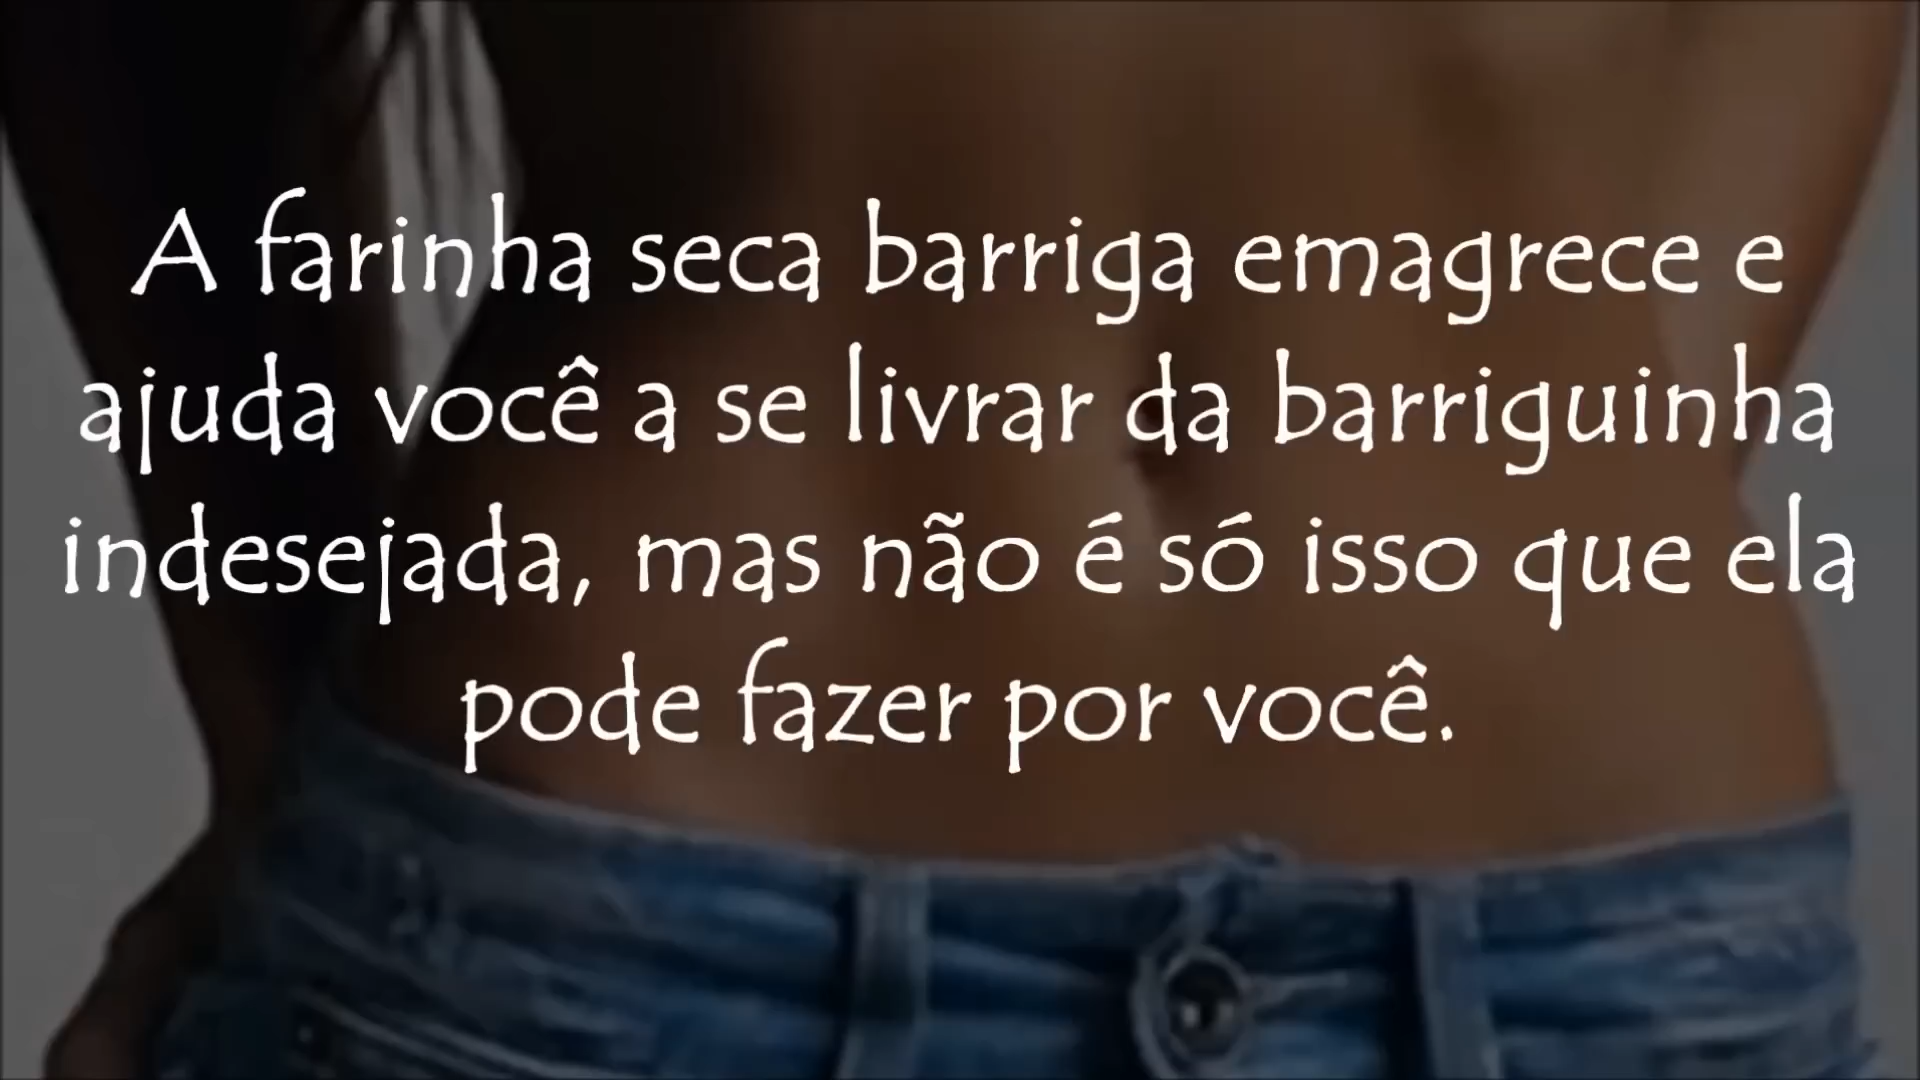 A farinha seca barriga emagrece e
ajuda você a se livrar da barriguinha
indesejada, mas não é só isso que ela
pode fazer por você.